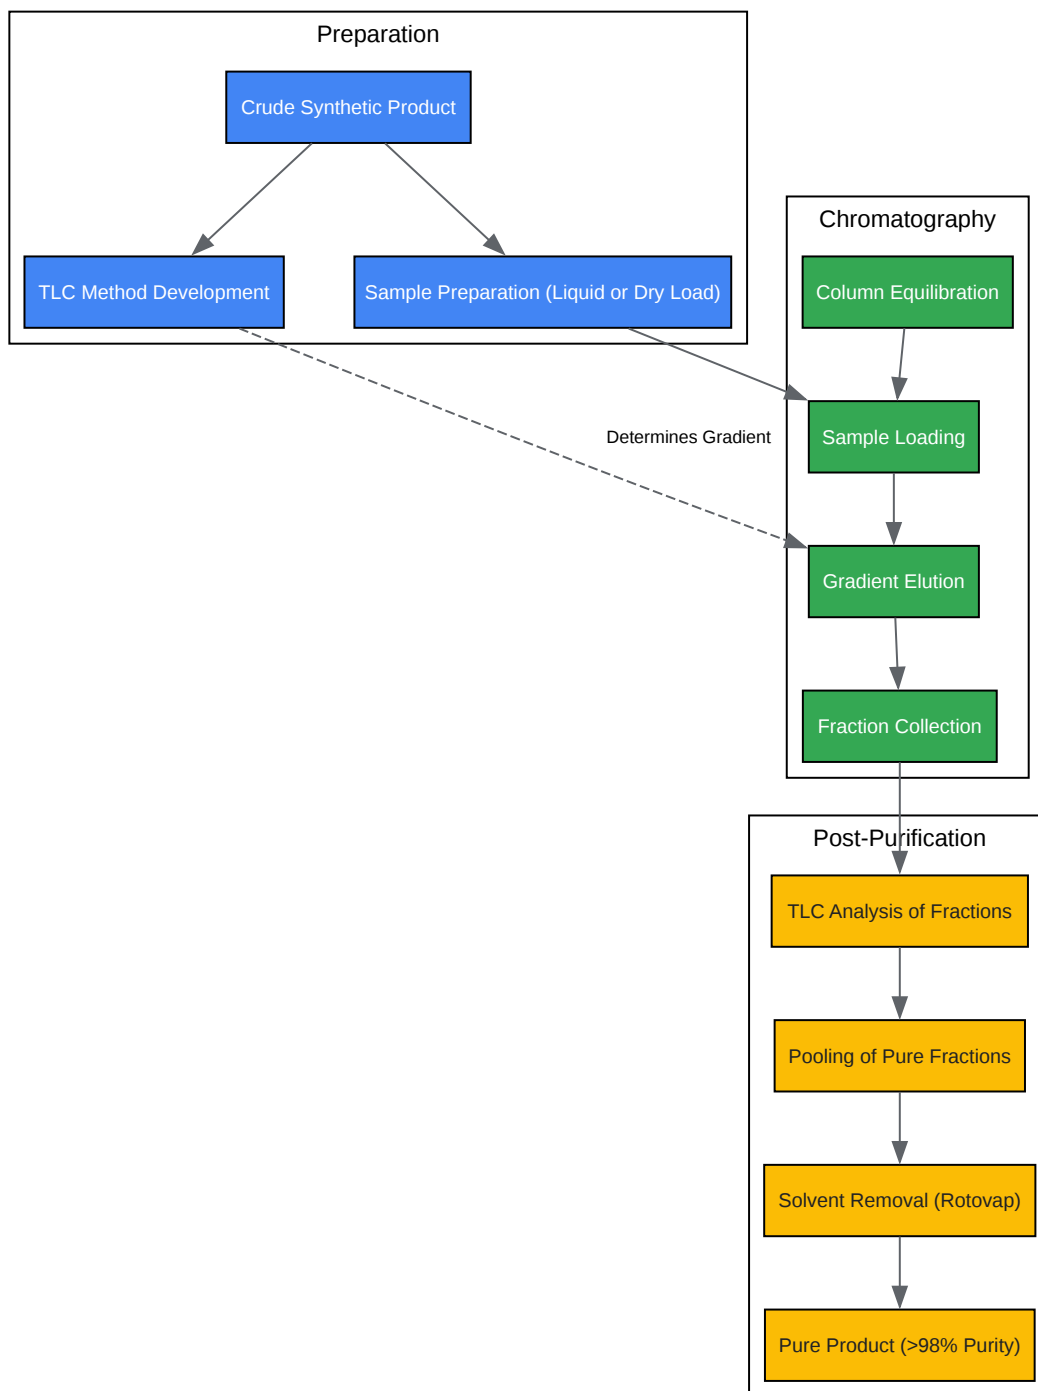 Preparation
Crude Synthetic Product
TLC Method Development
Sample Preparation (Liquid or Dry Load)
Chromatography
Column Equilibration
Sample Loading
Determines Gradient
Gradient Elution
Fraction Collection
Post-Purification
TLC Analysis of Fractions
Pooling of Pure Fractions
Solvent Removal (Rotovap)
Pure Product (>98% Purity)